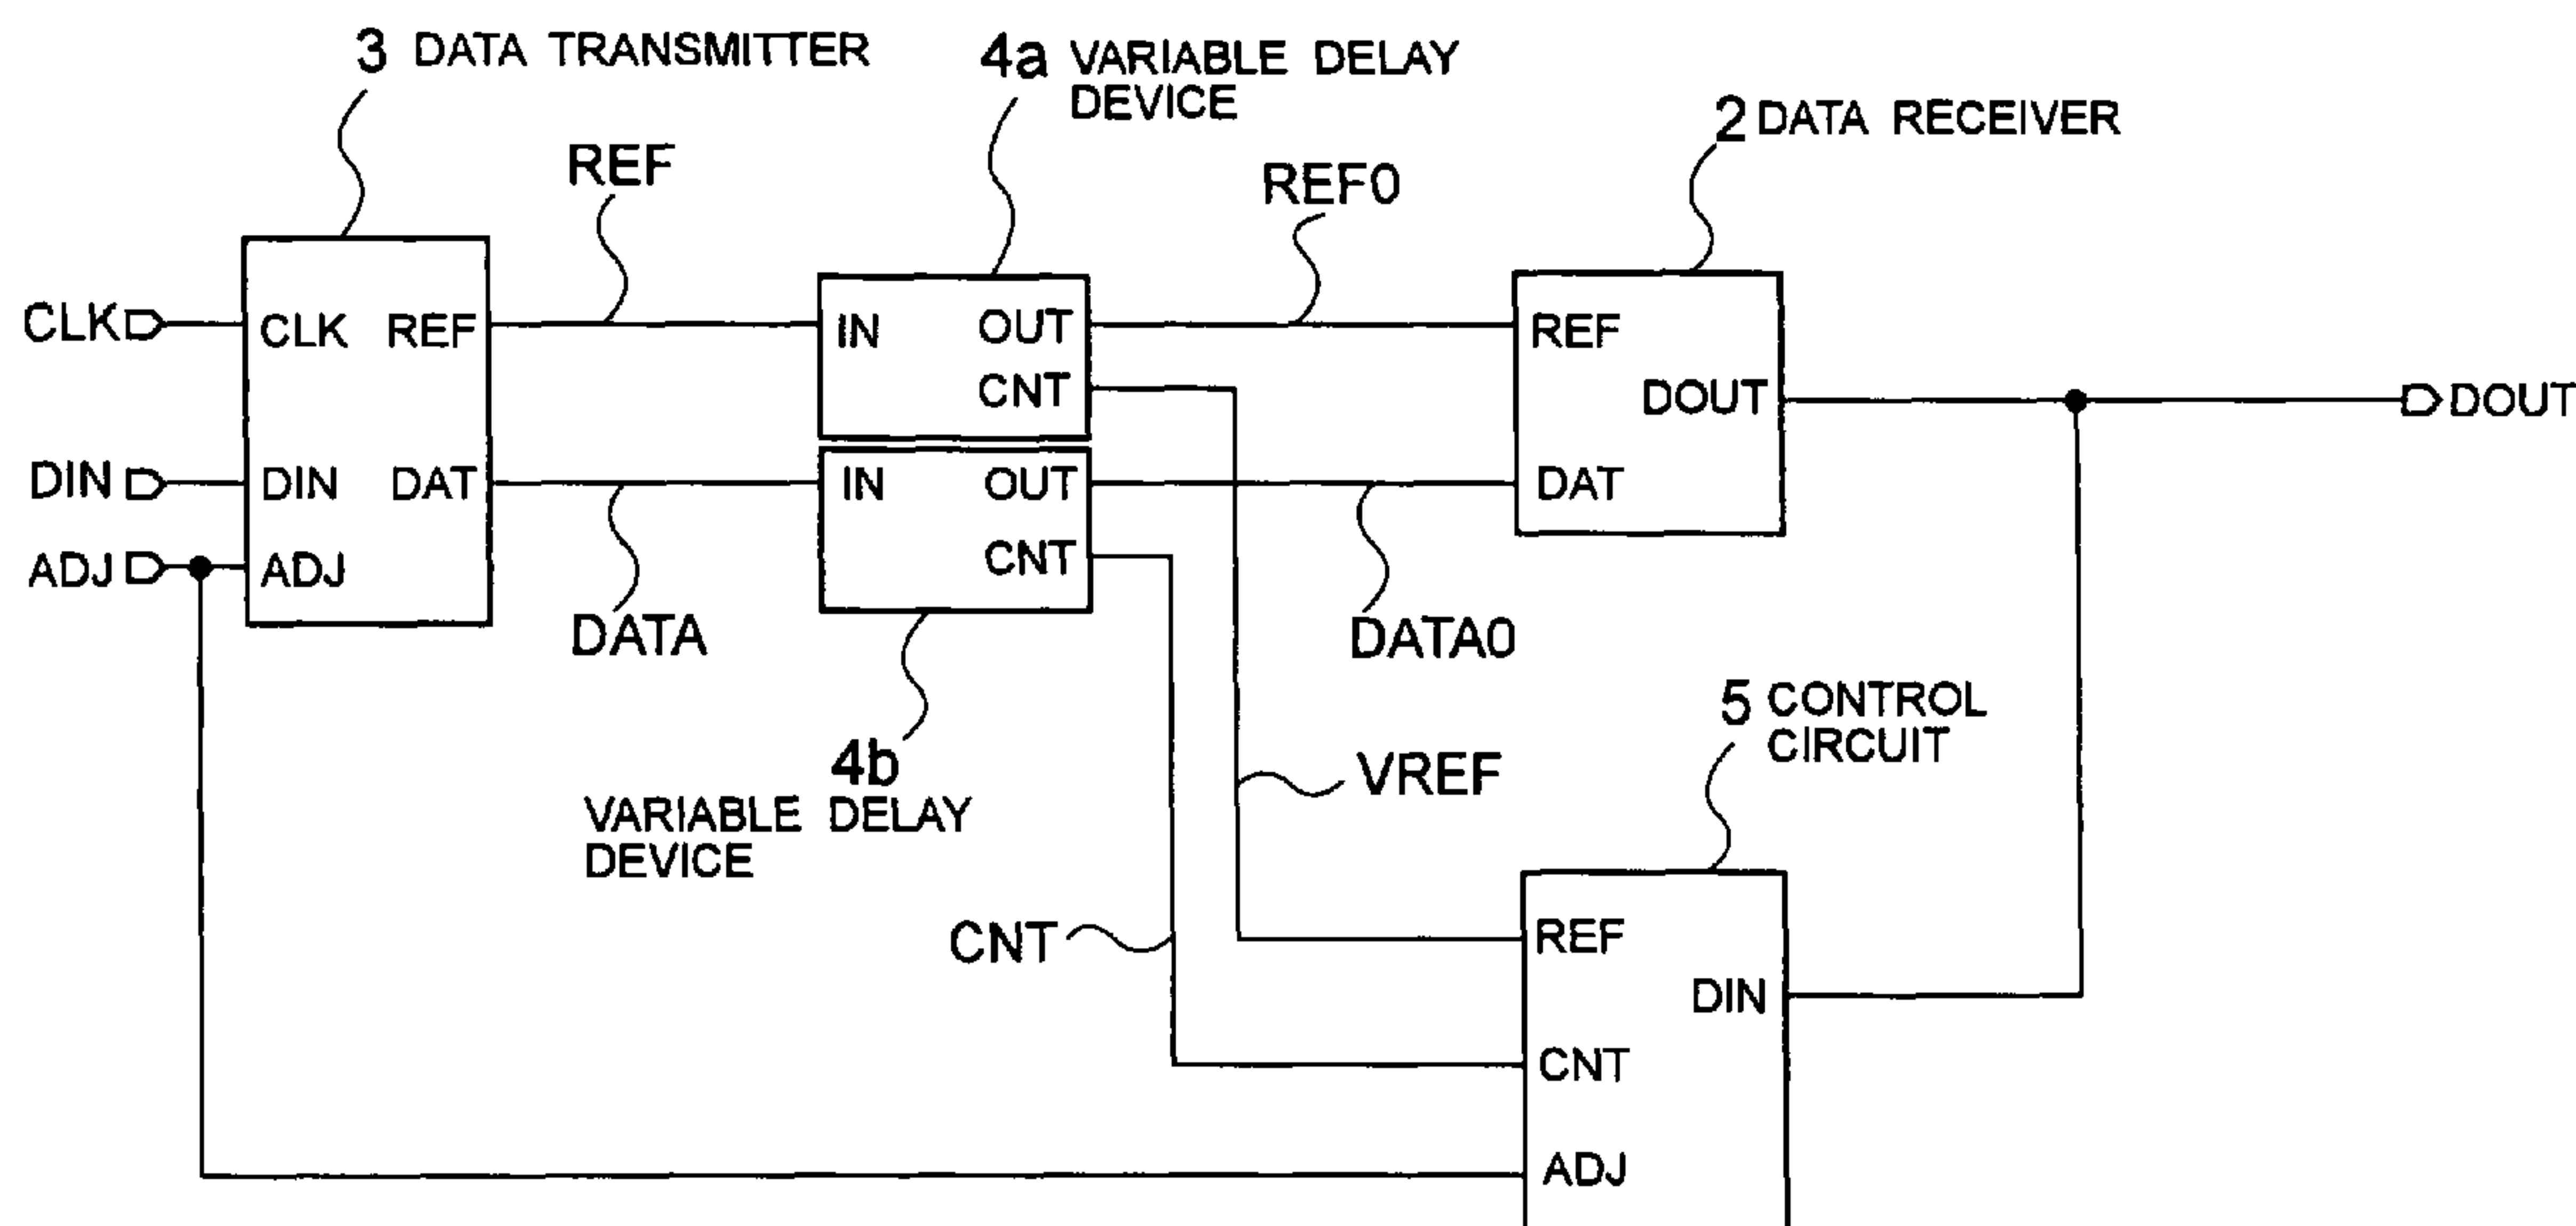 3 DATA TRANSMITTER
4a VARIABLE DELAY
DEVICE
2 DATA RECEIVER
REF
REF0
CLK
CLK REF
IN OUT
CNT
REF
DOUT
DAT
DOUT
DIN
DIN DAT
IN OUT
CNT
ADJ
ADJ
DATA
DATA0
4b
VARIABLE DELAY
DEVICE
5 CONTROL
CIRCUIT
VREF
CNT
REF
DIN
CNT
ADJ